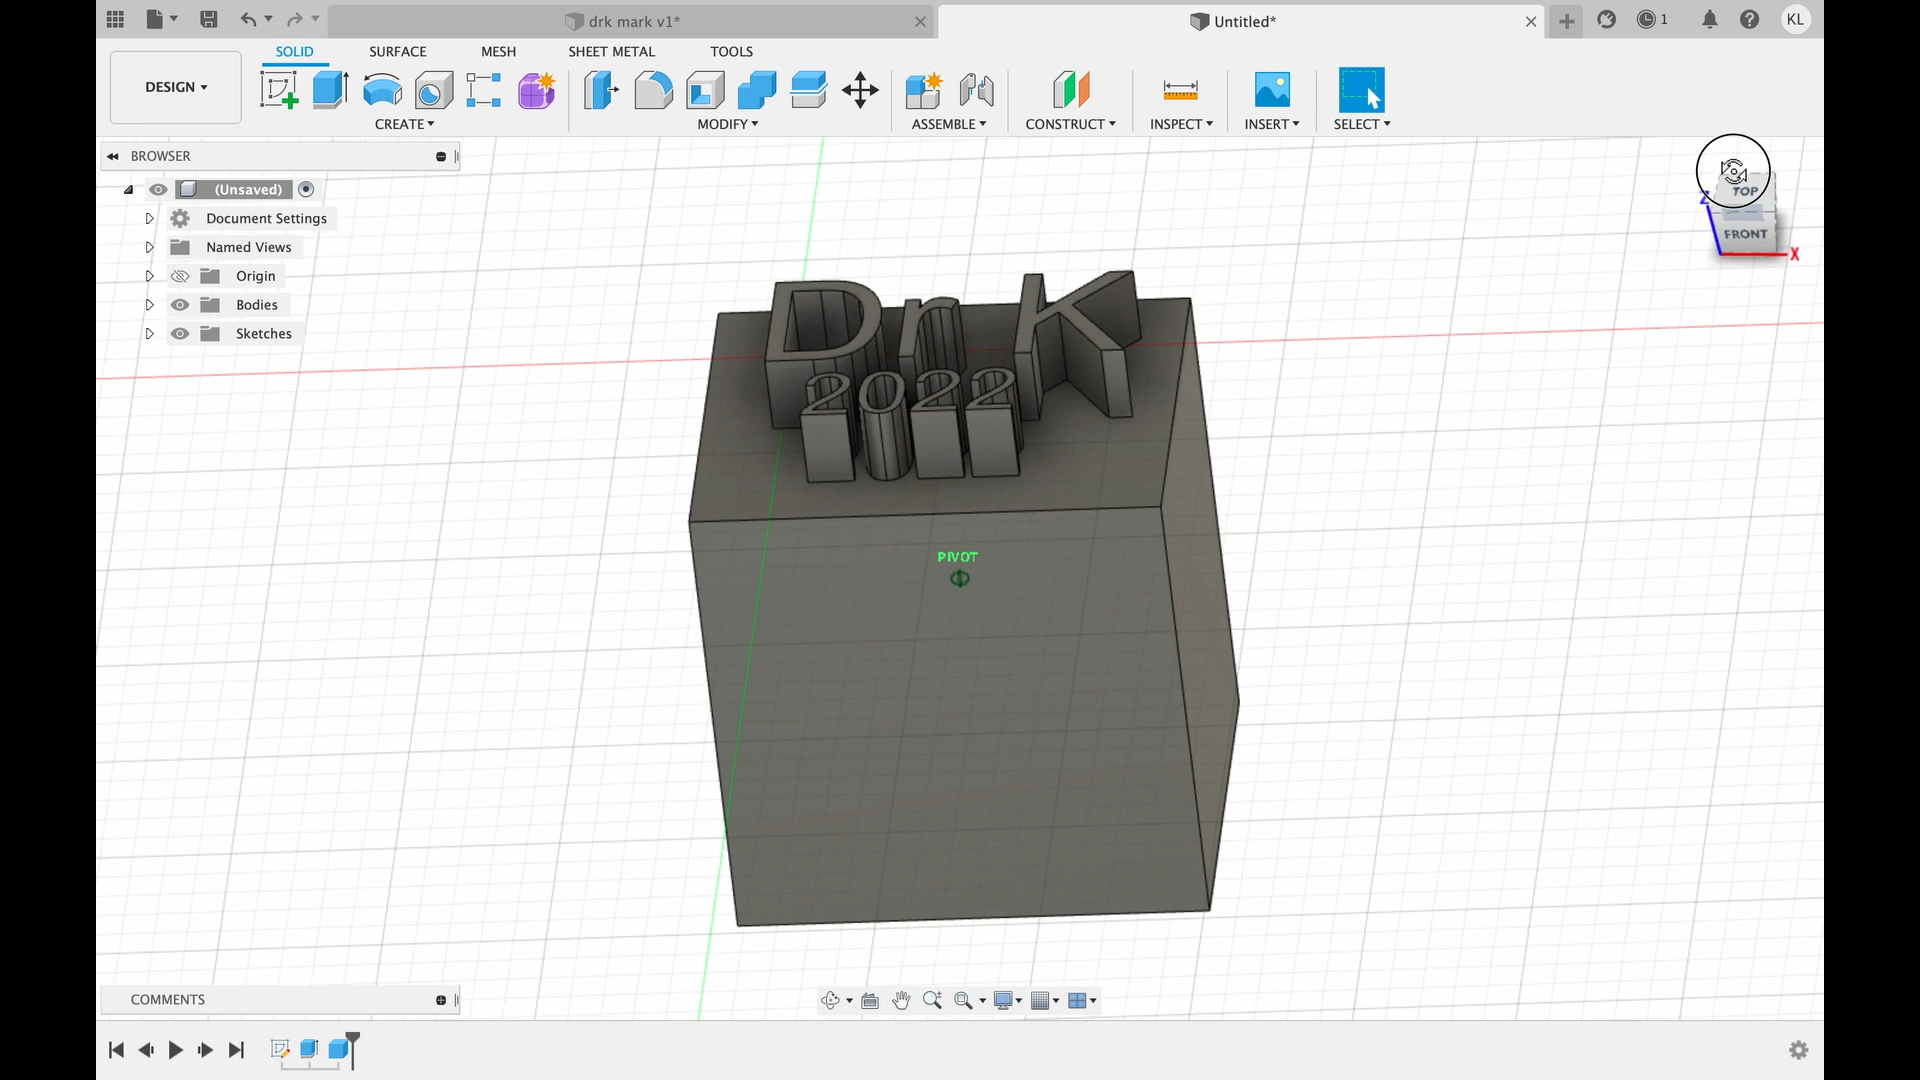 drk mark v1*
Untitled*
1
KL
SOLID
SURFACE
MESH
SHEET METAL
TOOLS
DESIGN
CREATE
MODIFY
ASSEMBLE
CONSTRUCT
INSPECT
INSERT
SELECT
BROWSER
(Unsaved)
Document Settings
Named Views
Origin
Bodies
Sketches
Z
TOP
FRONT
X
DrK
2022
PIVOT
COMMENTS